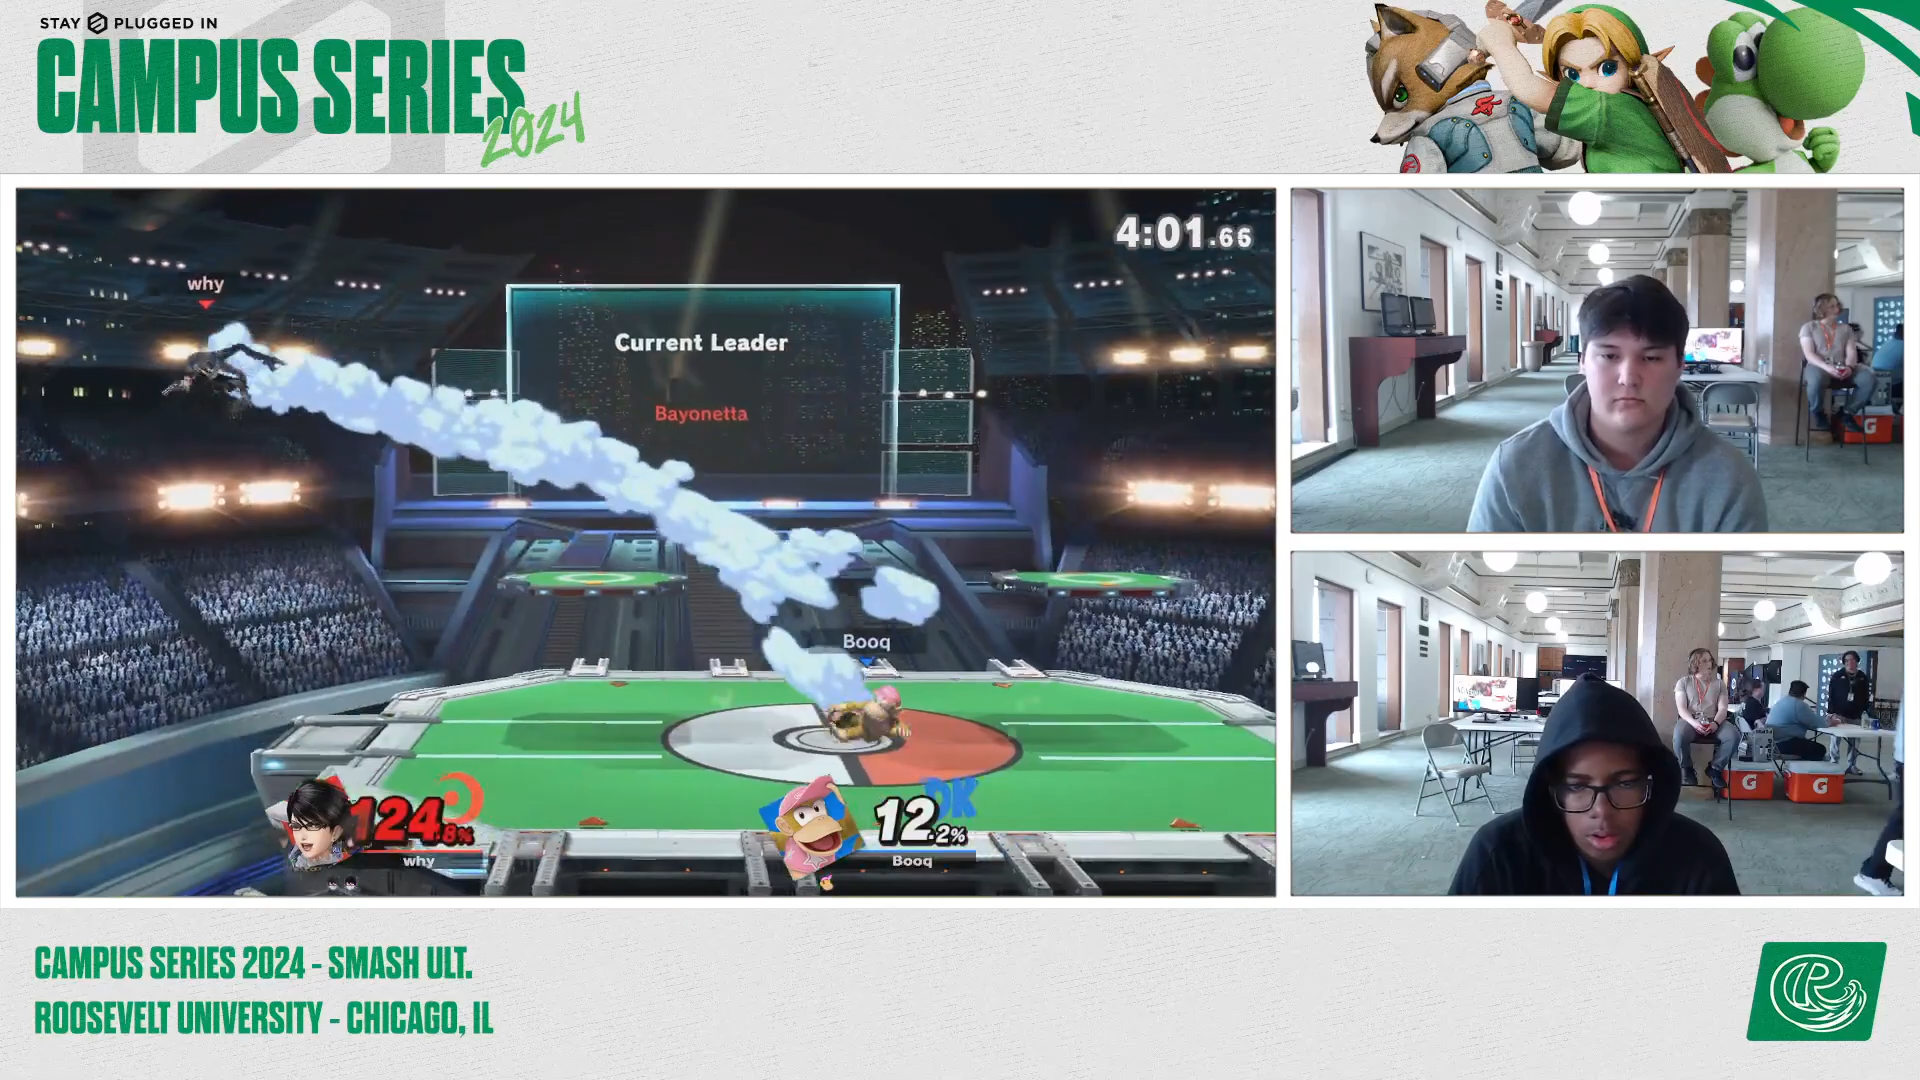 STAY PLUGGED IN
CAMPUS SERIES
2024
4:01.66
why
Current Leader
Bayonetta
Booq
124.8%
why
DK
12.2%
Booq
G
G
G
CAMPUS SERIES 2024 - SMASH ULT.
ROOSEVELT UNIVERSITY - CHICAGO, IL
R